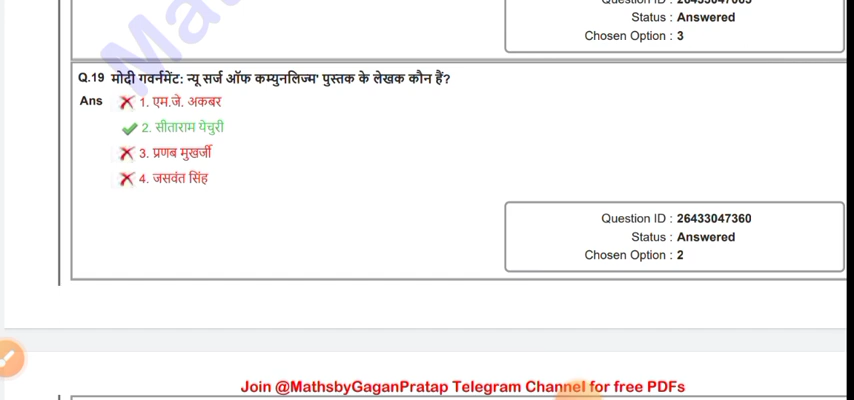 Status : Answered
Chosen Option : 3
Q.19 मोदी गवर्नमेंट: न्यू सर्ज ऑफ कम्युनलिज्म' पुस्तक के लेखक कौन हैं?
Ans 1. एम.जे. अकबर
2. सीताराम येचुरी
3. प्रणब मुखर्जी
4. जसवंत सिंह
Question ID : 26433047360
Status : Answered
Chosen Option : 2
Join @MathsbyGaganPratap Telegram Channel for free PDFs